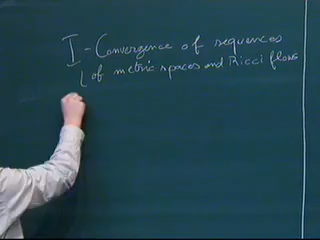 I - Convergence of sequences
of metric spaces and Ricci flows